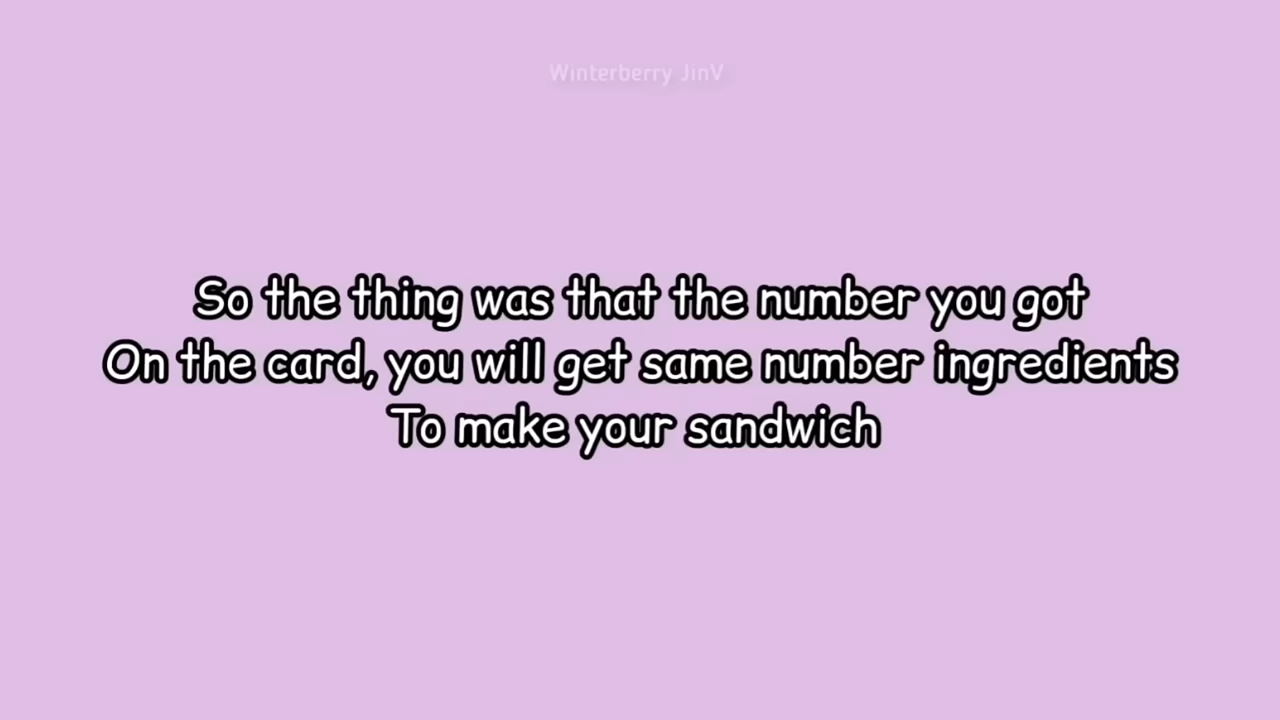 Winterberry JinV
So the thing was that the number you got
On the card, you will get same number ingredients
To make your sandwich